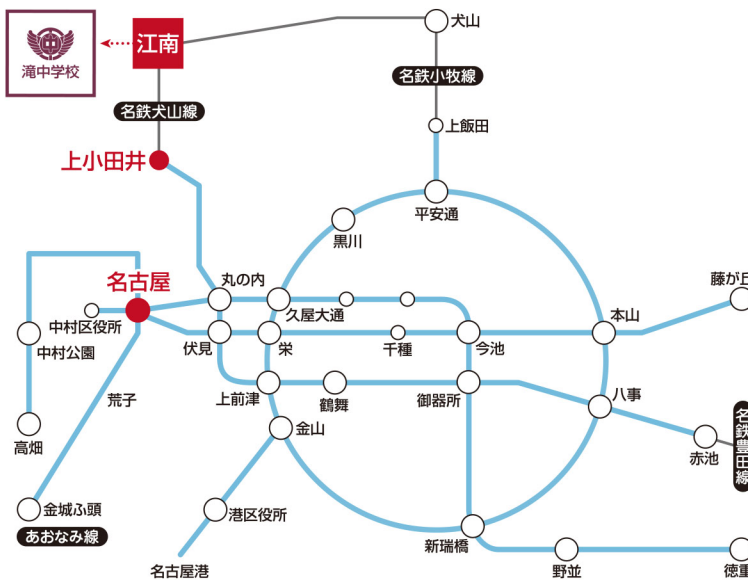 滝中学校
江南
犬山
名鉄小牧線
名鉄犬山線
上飯田
上小田井
平安通
黒川
名古屋
丸の内
藤が丘
中村区役所
久屋大通
本山
中村公園
伏見
栄
千種
今池
荒子
上前津
鶴舞
御器所
八事
高畑
金山
名鉄豊田線
赤池
金城ふ頭
港区役所
あおなみ線
新瑞橋
名古屋港
野並
徳重